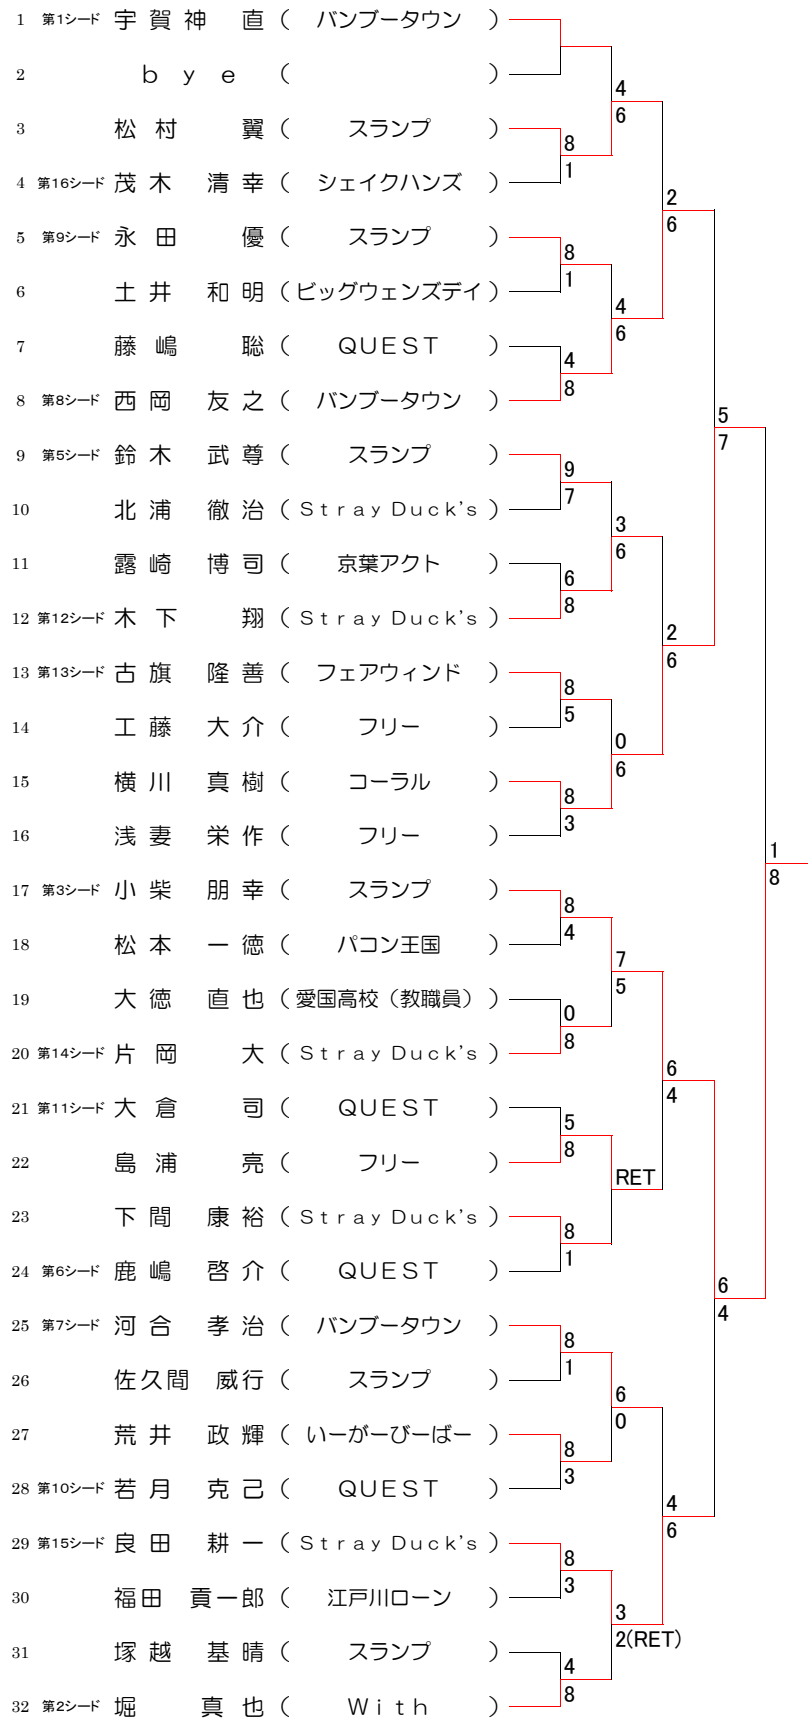 1 第1シード 宇賀神 直 ( バンブータウン )
2 ｂｙｅ ( )
4
6
3 松村 翼 ( スランプ )
8
1
4 第16シード 茂木 清幸 ( シェイクハンズ )
2
6
5 第9シード 永田 優 ( スランプ )
8
1
6 土井 和明 ( ビッグウェンズデイ )
4
6
7 藤嶋 聡 ( ＱＵＥＳＴ )
4
8
8 第8シード 西岡 友之 ( バンブータウン )
5
7
9 第5シード 鈴木 武尊 ( スランプ )
9
7
10 北浦 徹治 ( Ｓｔｒａｙ Ｄｕｃｋ's )
3
6
11 露崎 博司 ( 京葉アクト )
6
8
12 第12シード 木下 翔 ( Ｓｔｒａｙ Ｄｕｃｋ's )
2
6
13 第13シード 古旗 隆善 ( フェアウィンド )
8
5
14 工藤 大介 ( フリー )
0
6
15 横川 真樹 ( コーラル )
8
3
16 浅妻 栄作 ( フリー )
1
8
17 第3シード 小柴 朋幸 ( スランプ )
8
4
18 松本 一徳 ( パコン王国 )
7
5
19 大徳 直也 ( 愛国高校（教職員） )
0
8
20 第14シード 片岡 大 ( Ｓｔｒａｙ Ｄｕｃｋ's )
6
4
21 第11シード 大倉 司 ( ＱＵＥＳＴ )
5
8
22 島浦 亮 ( フリー )
RET
23 下間 康裕 ( Ｓｔｒａｙ Ｄｕｃｋ's )
8
1
24 第6シード 鹿嶋 啓介 ( ＱＵＥＳＴ )
6
4
25 第7シード 河合 孝治 ( バンブータウン )
8
1
26 佐久間 威行 ( スランプ )
6
0
27 荒井 政輝 ( いーがーびーばー )
8
3
28 第10シード 若月 克己 ( ＱＵＥＳＴ )
4
6
29 第15シード 良田 耕一 ( Ｓｔｒａｙ Ｄｕｃｋ's )
8
3
30 福田 貢一郎 ( 江戸川ローン )
3
2(RET)
31 塚越 基晴 ( スランプ )
4
8
32 第2シード 堀 真也 ( Ｗｉｔｈ )